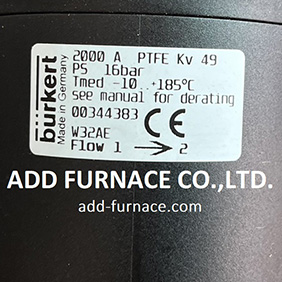 bürkert
Made in Germany
2000 A PTFE Kv 49
PS 16bar
Tmed -10..+185°C
see manual for derating
00344383 CE
W32AE
Flow 1 → 2
ADD FURNACE CO.,LTD.
add-furnace.com